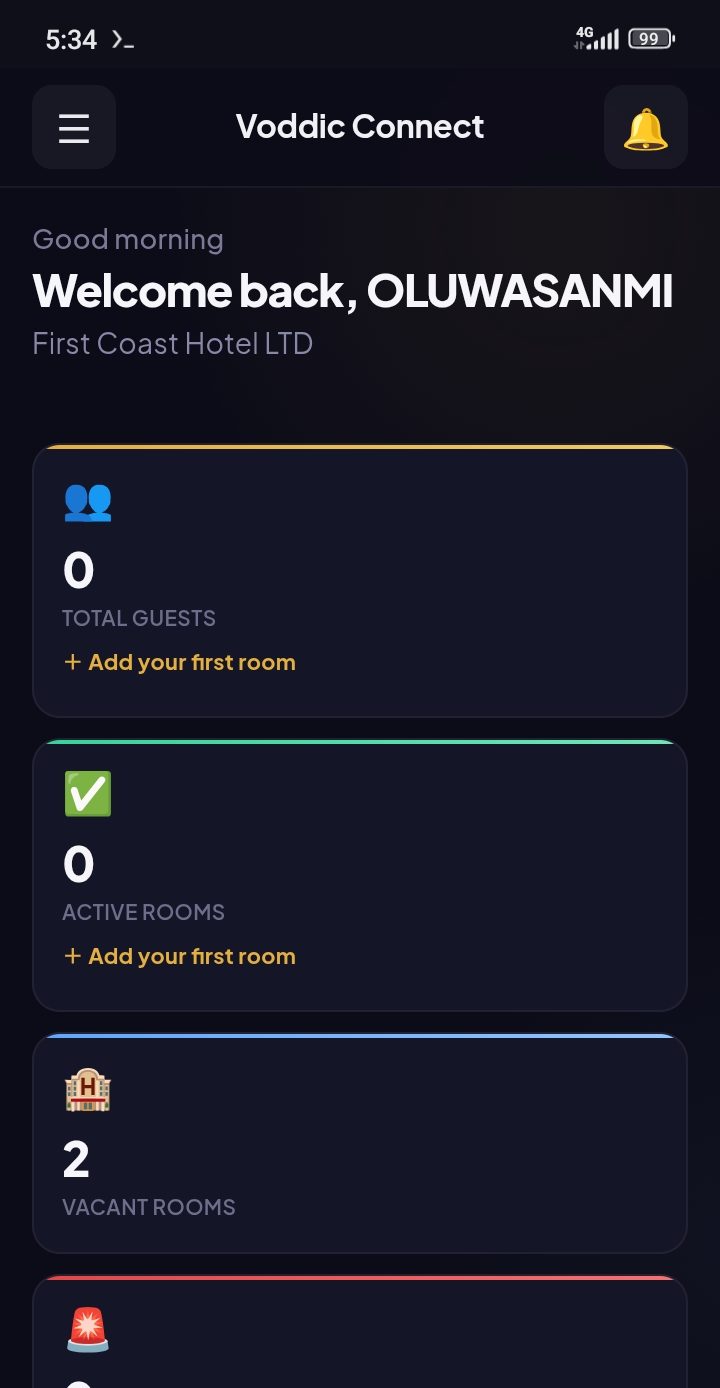 5:34
4G 99
Voddic Connect
Good morning
Welcome back, OLUWASANMI
First Coast Hotel LTD
0
TOTAL GUESTS
+ Add your first room
0
ACTIVE ROOMS
+ Add your first room
H
2
VACANT ROOMS